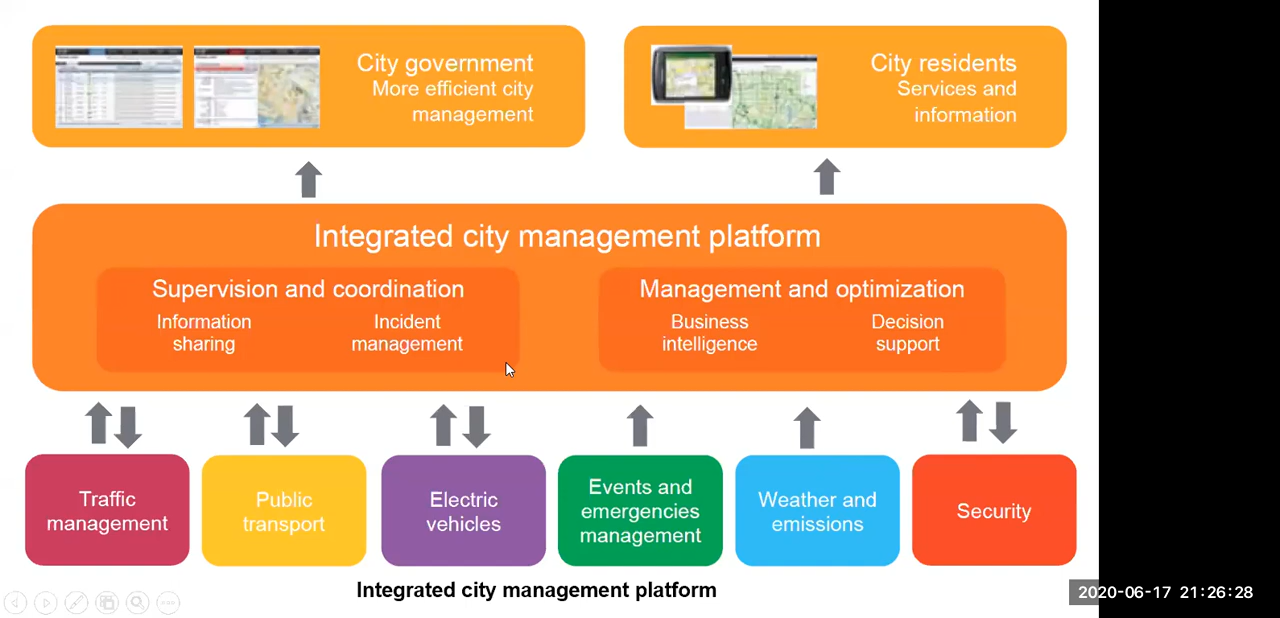 City government
More efficient city
management
City residents
Services and
information
Integrated city management platform
Supervision and coordination
Information
sharing
Incident
management
Management and optimization
Business
intelligence
Decision
support
Traffic
management
Public
transport
Electric
vehicles
Events and
emergencies
management
Weather and
emissions
Security
Integrated city management platform
2020-06-17 21:26:28